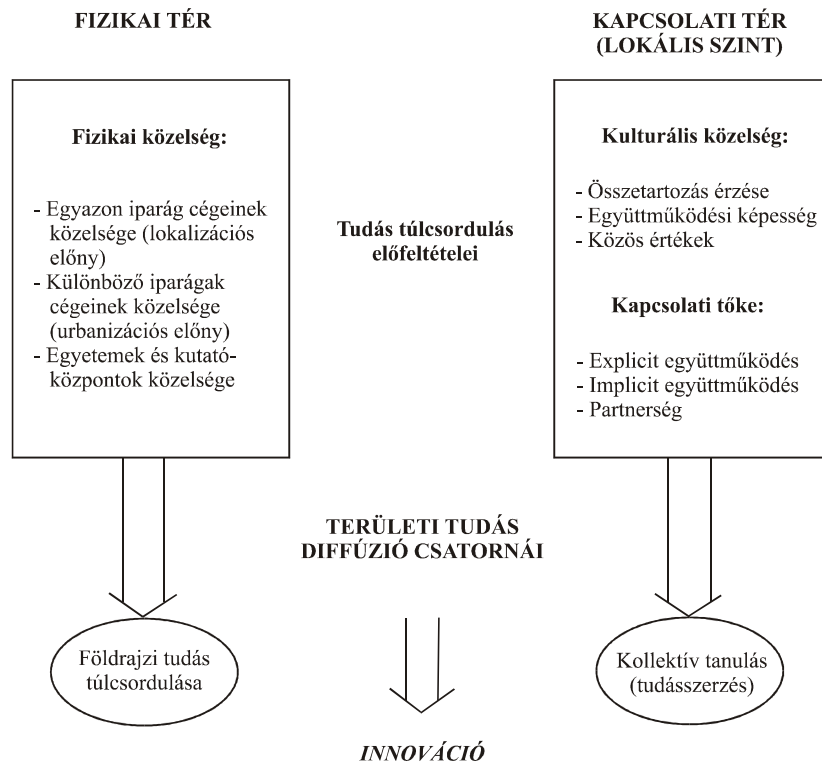 FIZIKAI TÉR
KAPCSOLATI TÉR
(LOKÁLIS SZINT)
Fizikai közelség:
- Egyazon iparág cégeinek
közelsége (lokalizációs
előny)
- Különböző iparágak
cégeinek közelsége
(urbanizációs előny)
- Egyetemek és kutató-
központok közelsége
Tudás túlcsordulás
előfeltételei
Kulturális közelség:
- Összetartozás érzése
- Együttműködési képesség
- Közös értékek
Kapcsolati tőke:
- Explicit együttműködés
- Implicit együttműködés
- Partnerség
TERÜLETI TUDÁS
DIFFÚZIÓ CSATORNÁI
Földrajzi tudás
túlcsordulása
Kollektív tanulás
(tudásszerzés)
INNOVÁCIÓ